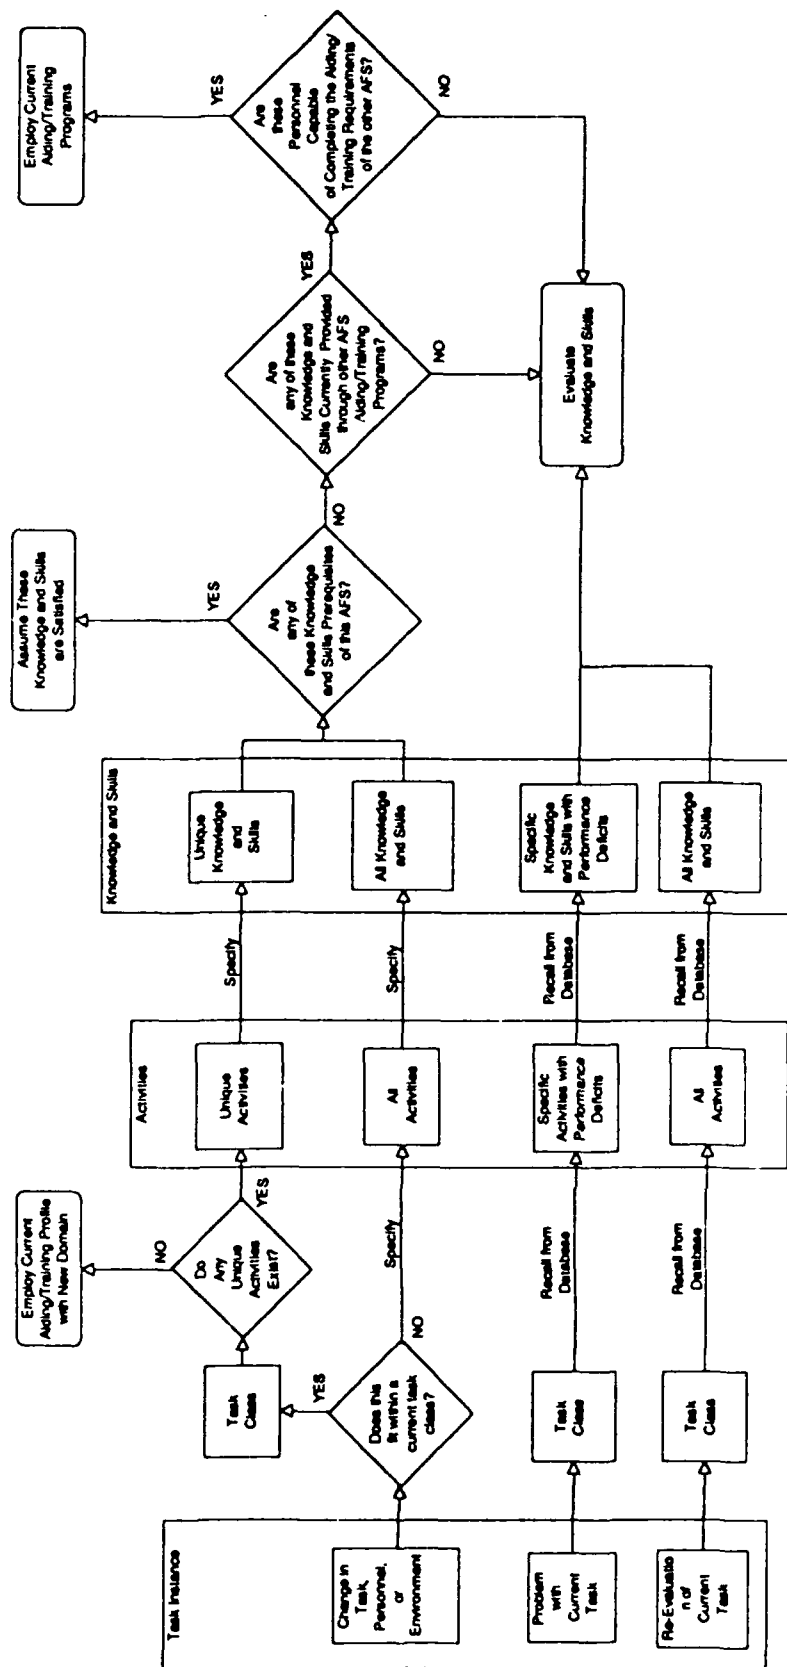 Task Instance
Change in
Task,
Personnel,
or
Environment
Problem
with
Current
Task
Re-Evaluatio
n of
Current
Task
Does this
fit within a
current task
class?
YES
NO
Task
Class
Task
Class
Task
Class
Do
Any
Unique
Activities
Exist?
NO
YES
Employ Current
Aiding/Training Profile
with New Domain
Specify
Recall from
Database
Recall from
Database
Activities
Unique
Activities
All
Activities
Specific
Activities with
Performance
Deficits
All
Activities
Specify
Specify
Recall from
Database
Recall from
Database
Knowledge and Skills
Unique
Knowledge
and
Skills
All Knowledge
and Skills
Specific
Knowledge
and Skills with
Performance
Deficits
All Knowledge
and Skills
Are
any of
these Knowledge
and Skills Prerequisites
of this AFS?
YES
NO
Assume These
Knowledge and Skills
are Satisfied
Are
any of these
Knowledge and
Skills Currently Provided
through other AFS
Aiding/Training
Programs?
YES
NO
Are
these
Personnel
Capable
of Completing the Aiding/
Training Requirements
of the other AFS?
YES
NO
Employ Current
Aiding/Training
Programs
Evaluate
Knowledge and Skills